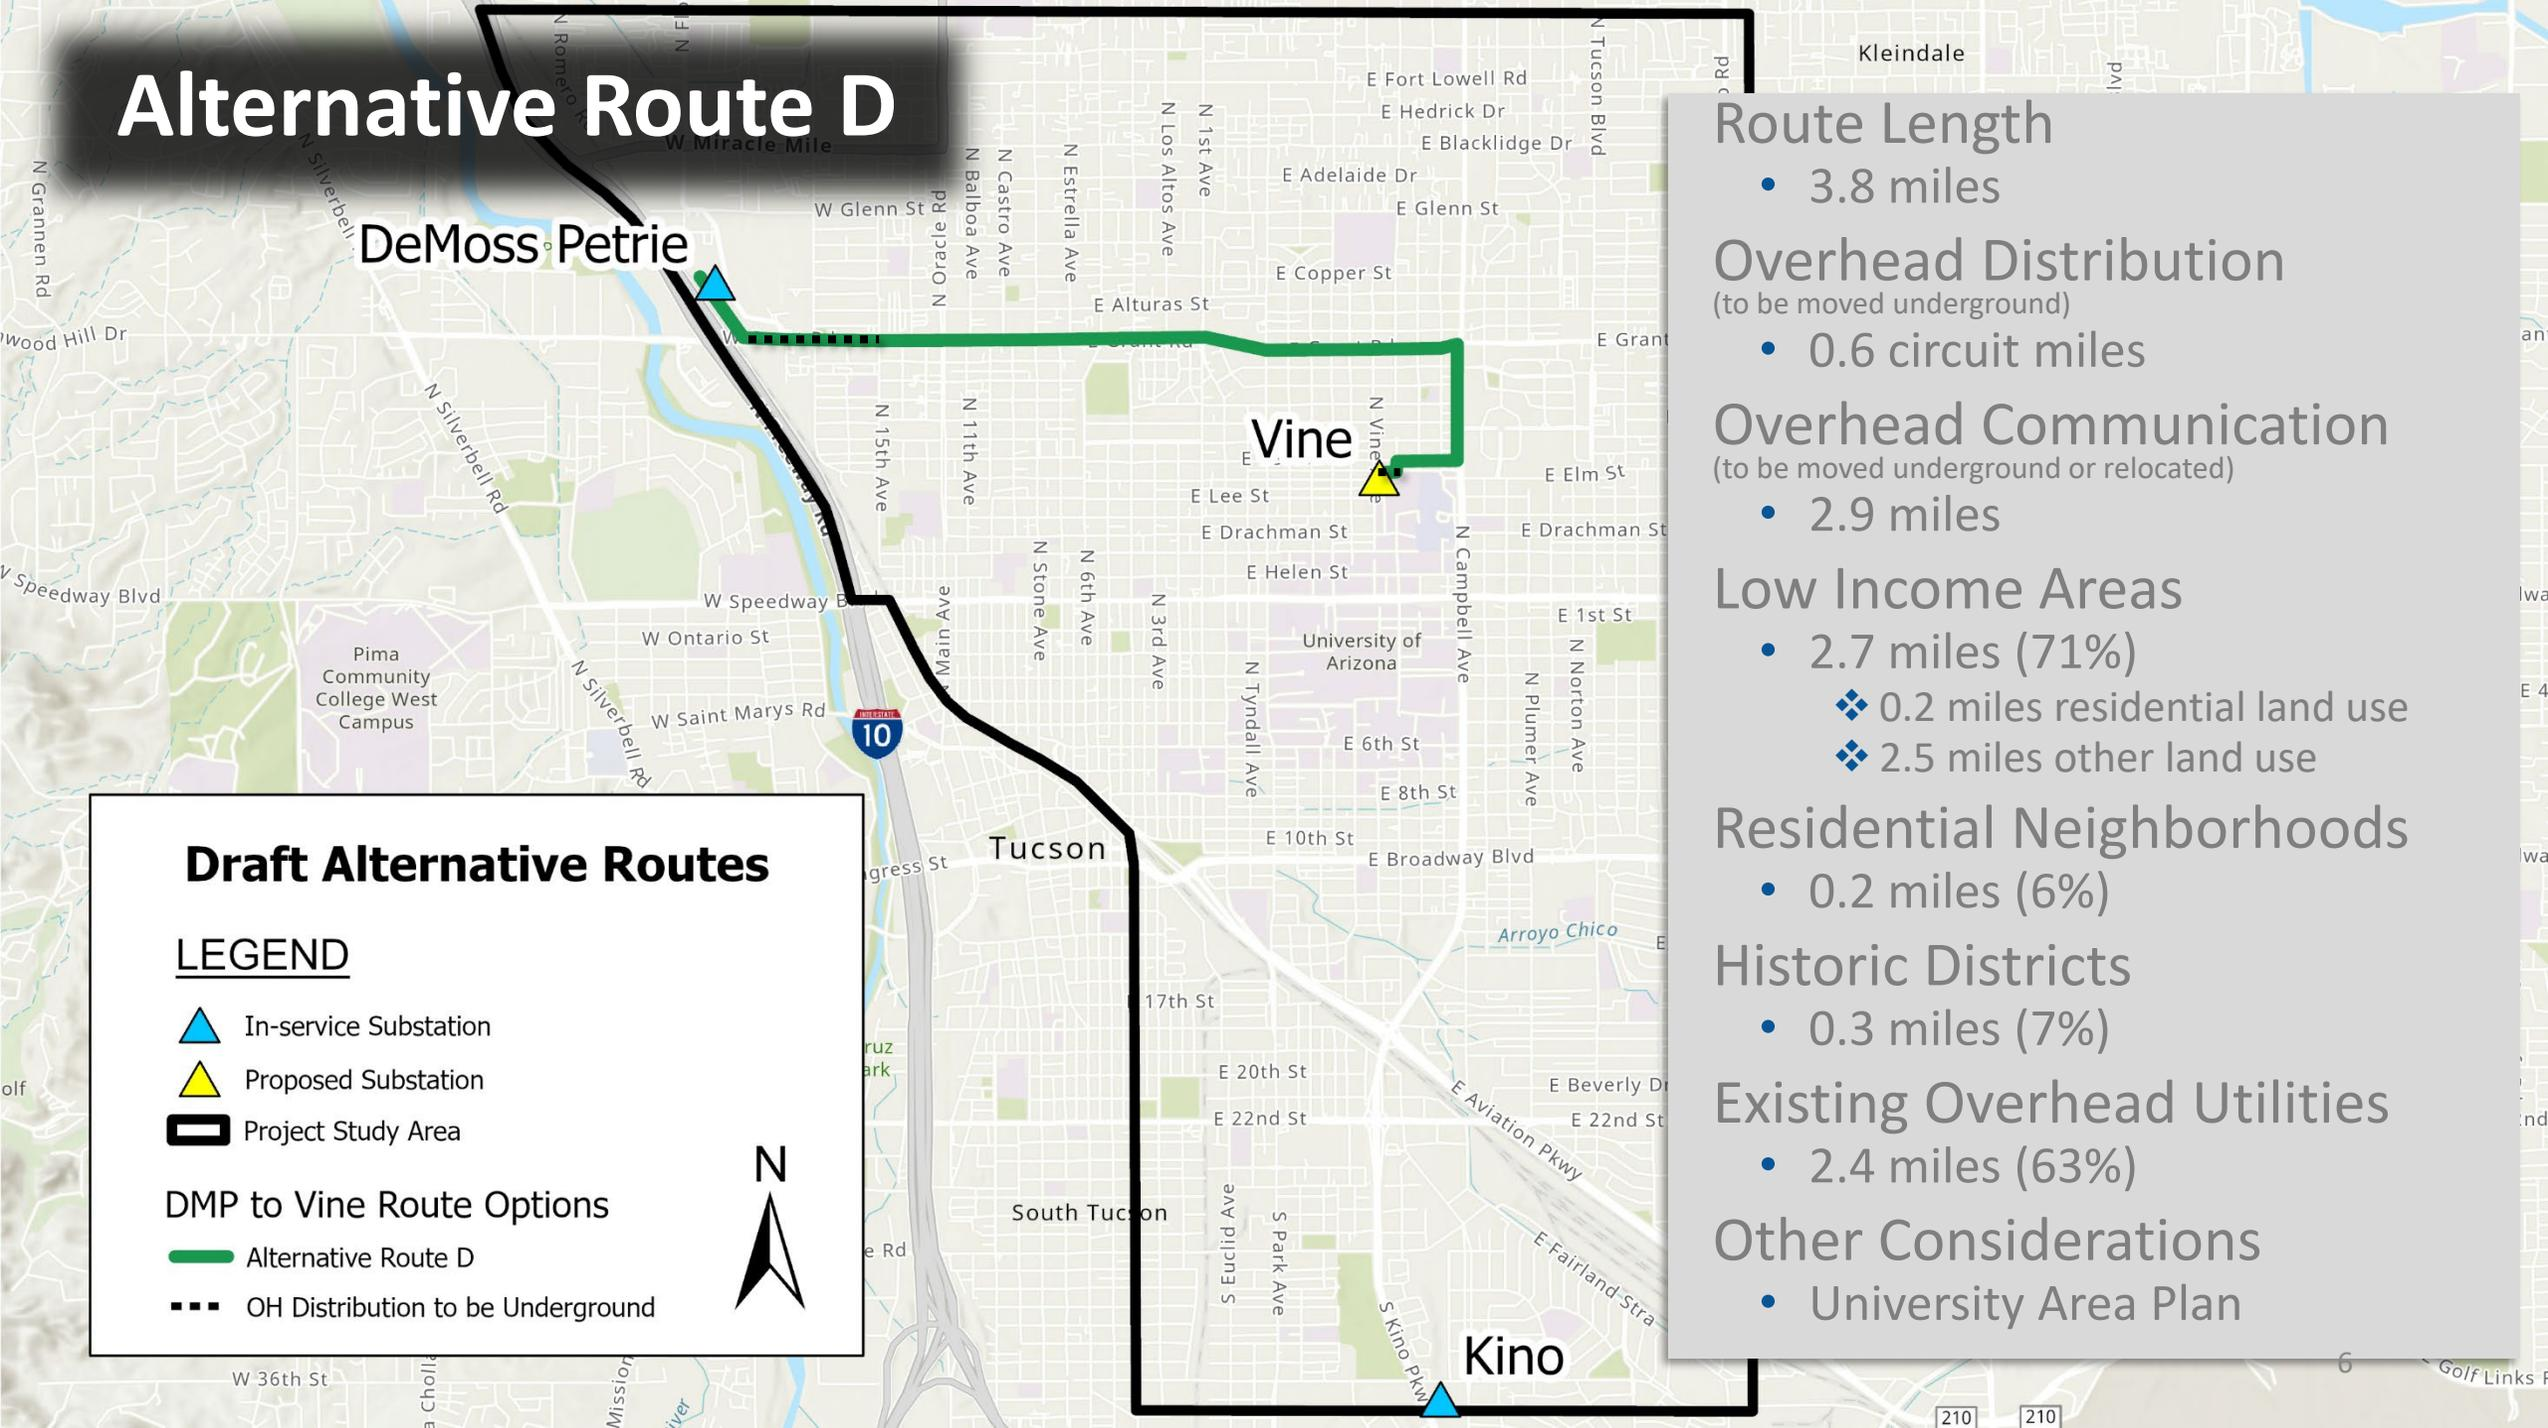 Alternative Route D
DeMoss Petrie
Vine
Kino
Route Length
• 3.8 miles
Overhead Distribution
(to be moved underground)
• 0.6 circuit miles
Overhead Communication
(to be moved underground or relocated)
• 2.9 miles
Low Income Areas
• 2.7 miles (71%)
❖ 0.2 miles residential land use
❖ 2.5 miles other land use
Residential Neighborhoods
• 0.2 miles (6%)
Historic Districts
• 0.3 miles (7%)
Existing Overhead Utilities
• 2.4 miles (63%)
Other Considerations
• University Area Plan
6
Draft Alternative Routes
LEGEND
In-service Substation
Proposed Substation
Project Study Area
DMP to Vine Route Options
Alternative Route D
OH Distribution to be Underground
N
Kleindale
W Miracle Mile
N Grannen Rd
N Tucson Blvd
E Fort Lowell Rd
E Hedrick Dr
E Blacklidge Dr
E Adelaide Dr
E Glenn St
W Glenn St
N Oracle Rd
N Balboa Ave
N Castro Ave
N Estrella Ave
N Los Altos Ave
N 1st Ave
E Copper St
E Alturas St
E Grant
N Silverbell Rd
N 15th Ave
N 11th Ave
E Lee St
E Elm St
E Drachman St
E Drachman St
E Helen St
N Campbell Ave
W Speedway Blvd
W Speedway
W Ontario St
N Stone Ave
N 6th Ave
N 3rd Ave
E 1st St
University of
Arizona
N Tyndall Ave
N Plumer Ave
N Norton Ave
Pima
Community
College West
Campus
N Silverbell Rd
W Saint Marys Rd
INTERSTATE
10
E 6th St
E 8th St
E 10th St
E Broadway Blvd
Tucson
Arroyo Chico
17th St
E 20th St
E 22nd St
E Beverly Dr
E 22nd St
E Aviation Pkwy
South Tucson
S Euclid Ave
S Park Ave
E Fairland Stra
S Kino Pkwy
W 36th St
210
210
Golf Links